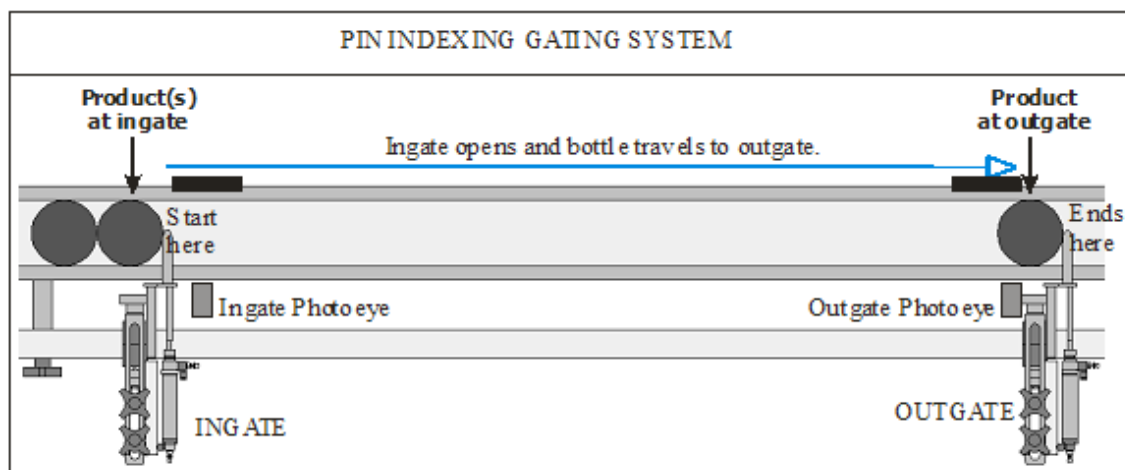 PIN INDEXING GATING SYSTEM
Product(s)
at ingate
Product
at outgate
Ingate opens and bottle travels to outgate.
Start
here
Ends
here
Ingate Photo eye
Outgate Photo eye
INGATE
OUTGATE